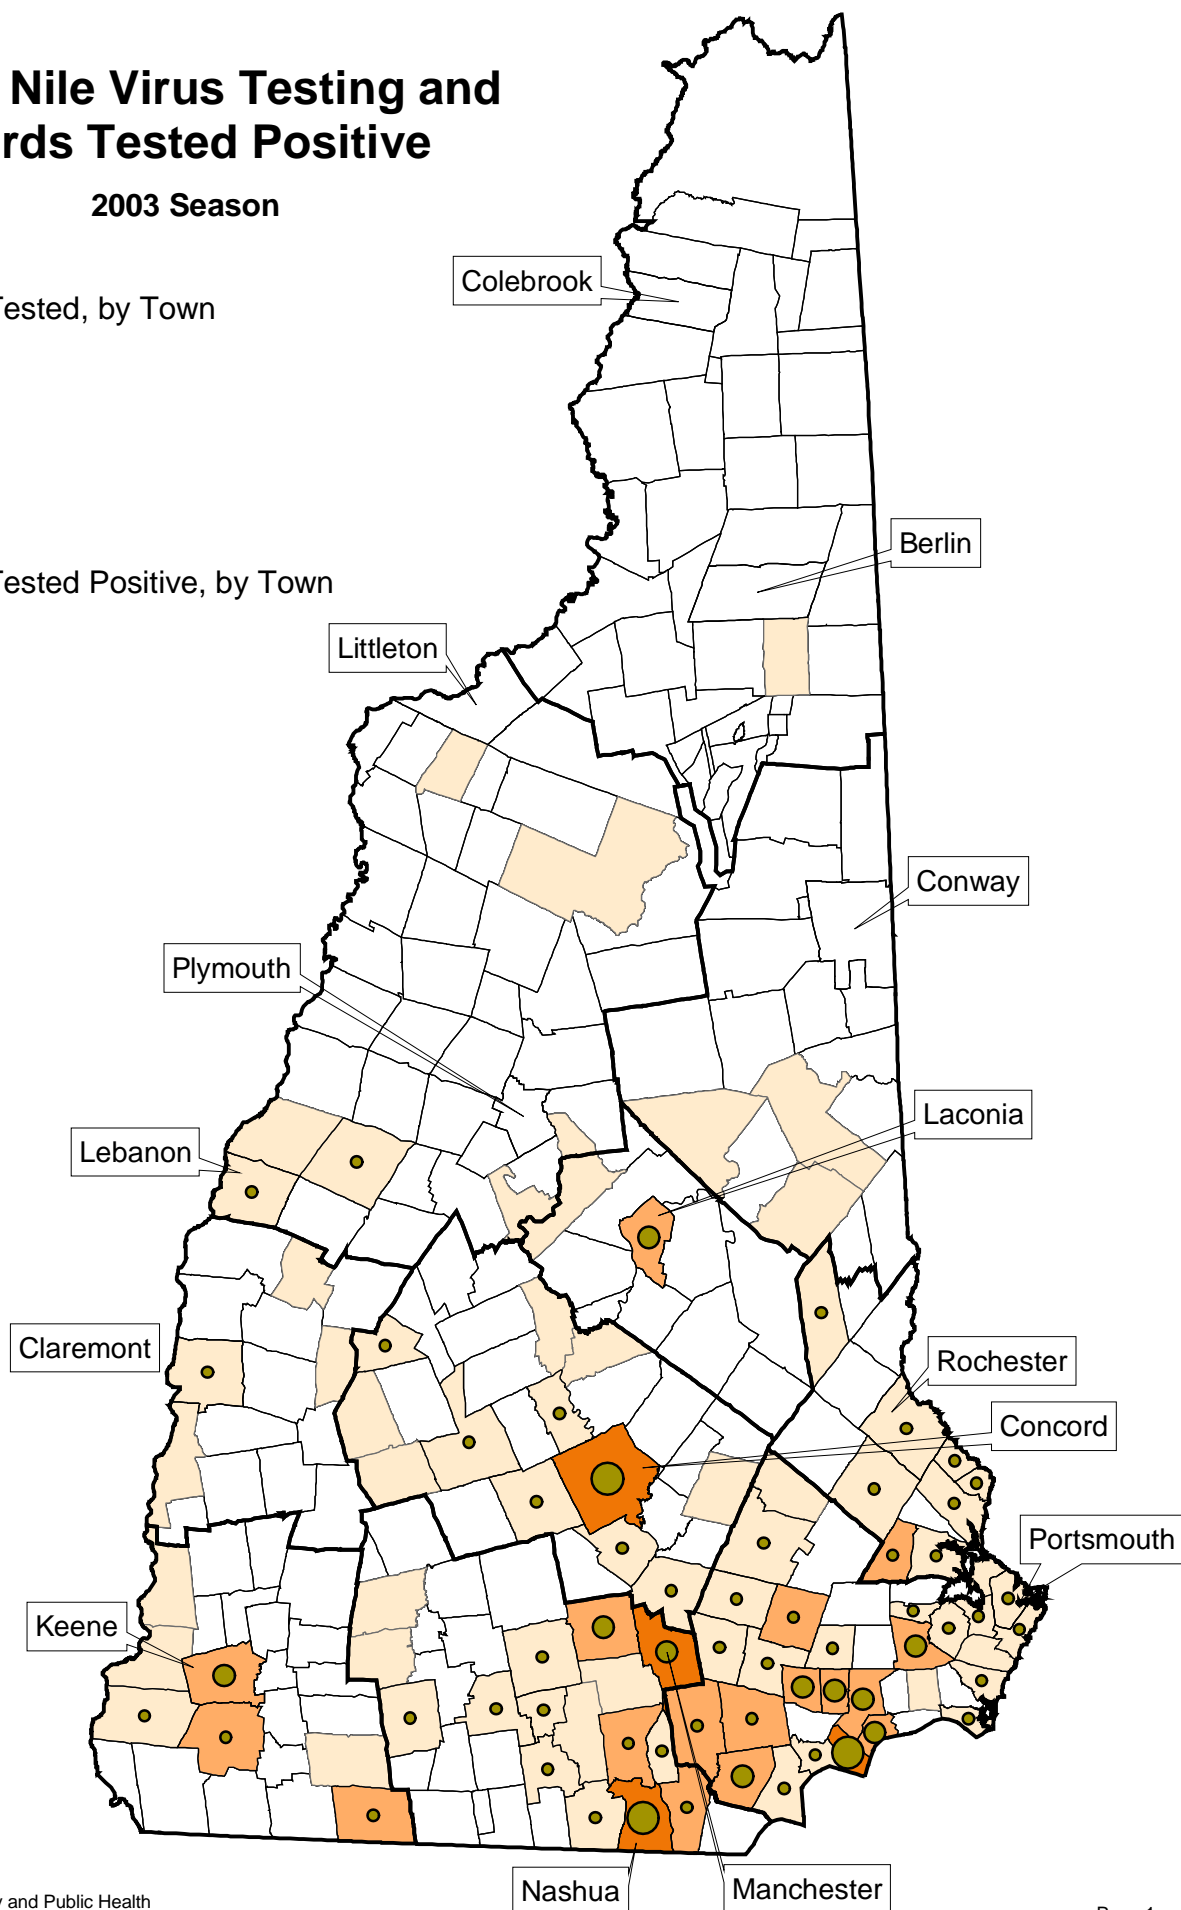 Nile Virus Testing and
rds Tested Positive
2003 Season
Colebrook
Tested, by Town
Berlin
Tested Positive, by Town
Littleton
Conway
Plymouth
Laconia
Lebanon
Claremont
Rochester
Concord
Portsmouth
Keene
Nashua
Manchester
y and Public Health